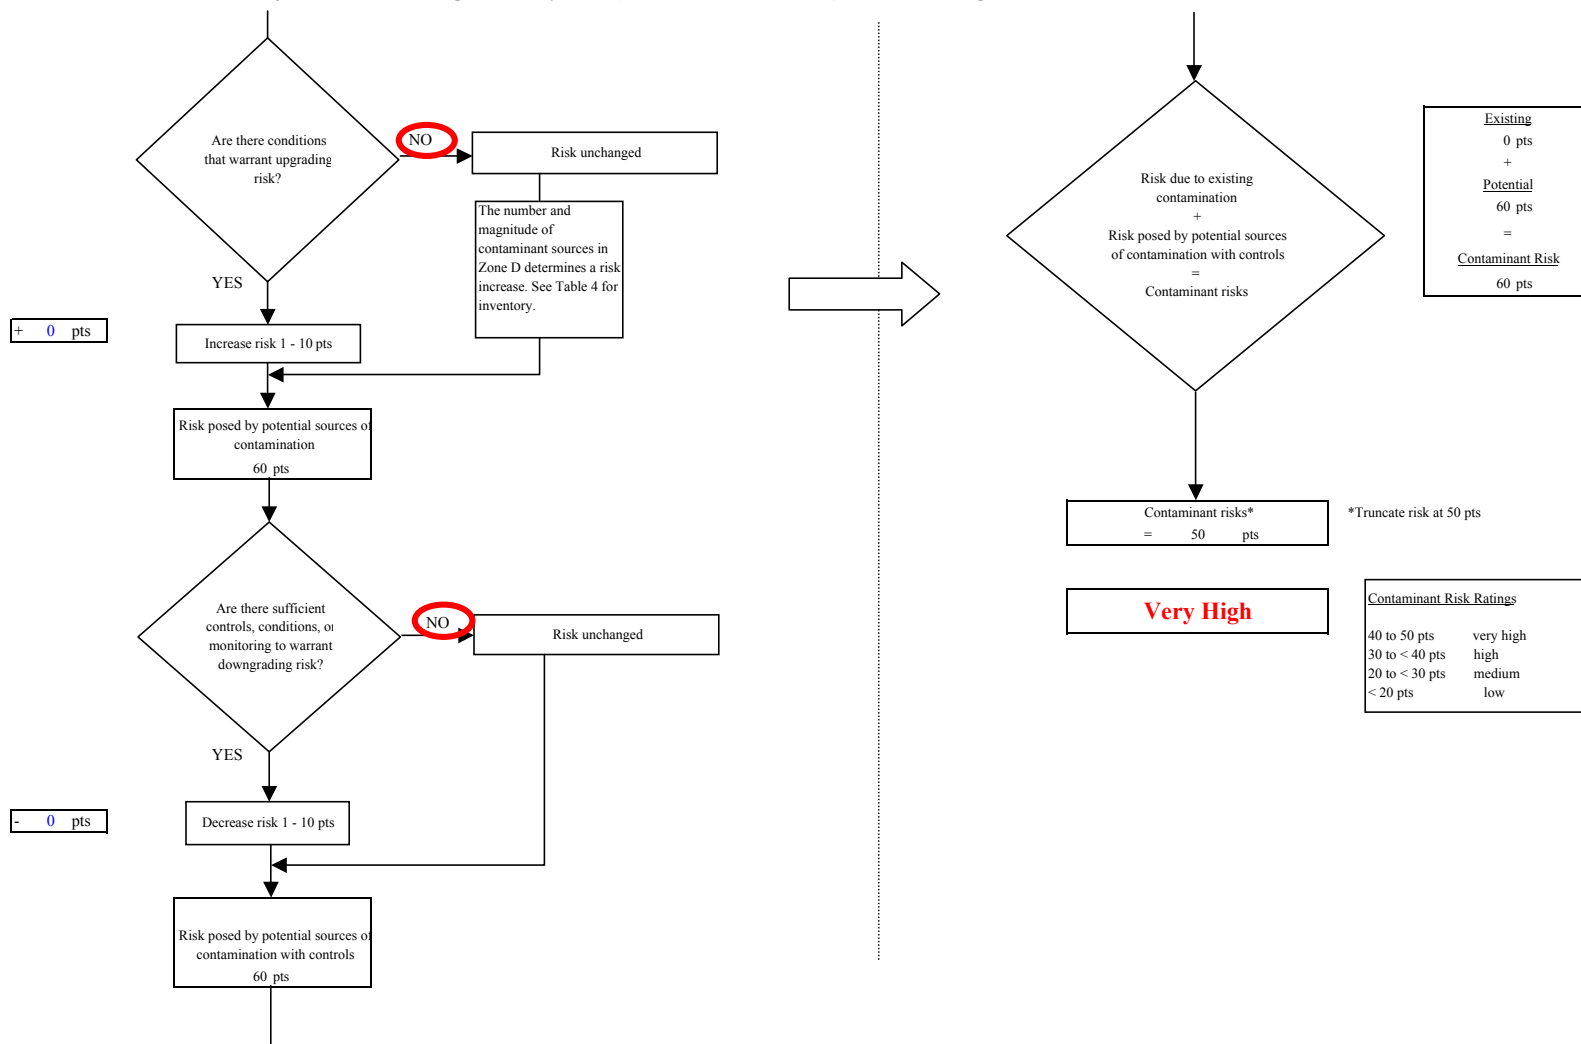 Are there conditions
that warrant upgrading
risk?
NO
Risk unchanged
The number and
magnitude of
contaminant sources in
Zone D determines a risk
increase. See Table 4 for
inventory.
YES
+ 0 pts
Increase risk 1 - 10 pts
Risk posed by potential sources of
contamination
60 pts
Are there sufficient
controls, conditions, or
monitoring to warrant
downgrading risk?
NO
Risk unchanged
YES
- 0 pts
Decrease risk 1 - 10 pts
Risk posed by potential sources of
contamination with controls
60 pts
Risk due to existing
contamination
+
Risk posed by potential sources
of contamination with controls
=
Contaminant risks
Existing
0 pts
+
Potential
60 pts
=
Contaminant Risk
60 pts
Contaminant risks*
= 50 pts
*Truncate risk at 50 pts
Very High
Contaminant Risk Ratings
40 to 50 pts very high
30 to < 40 pts high
20 to < 30 pts medium
< 20 pts low